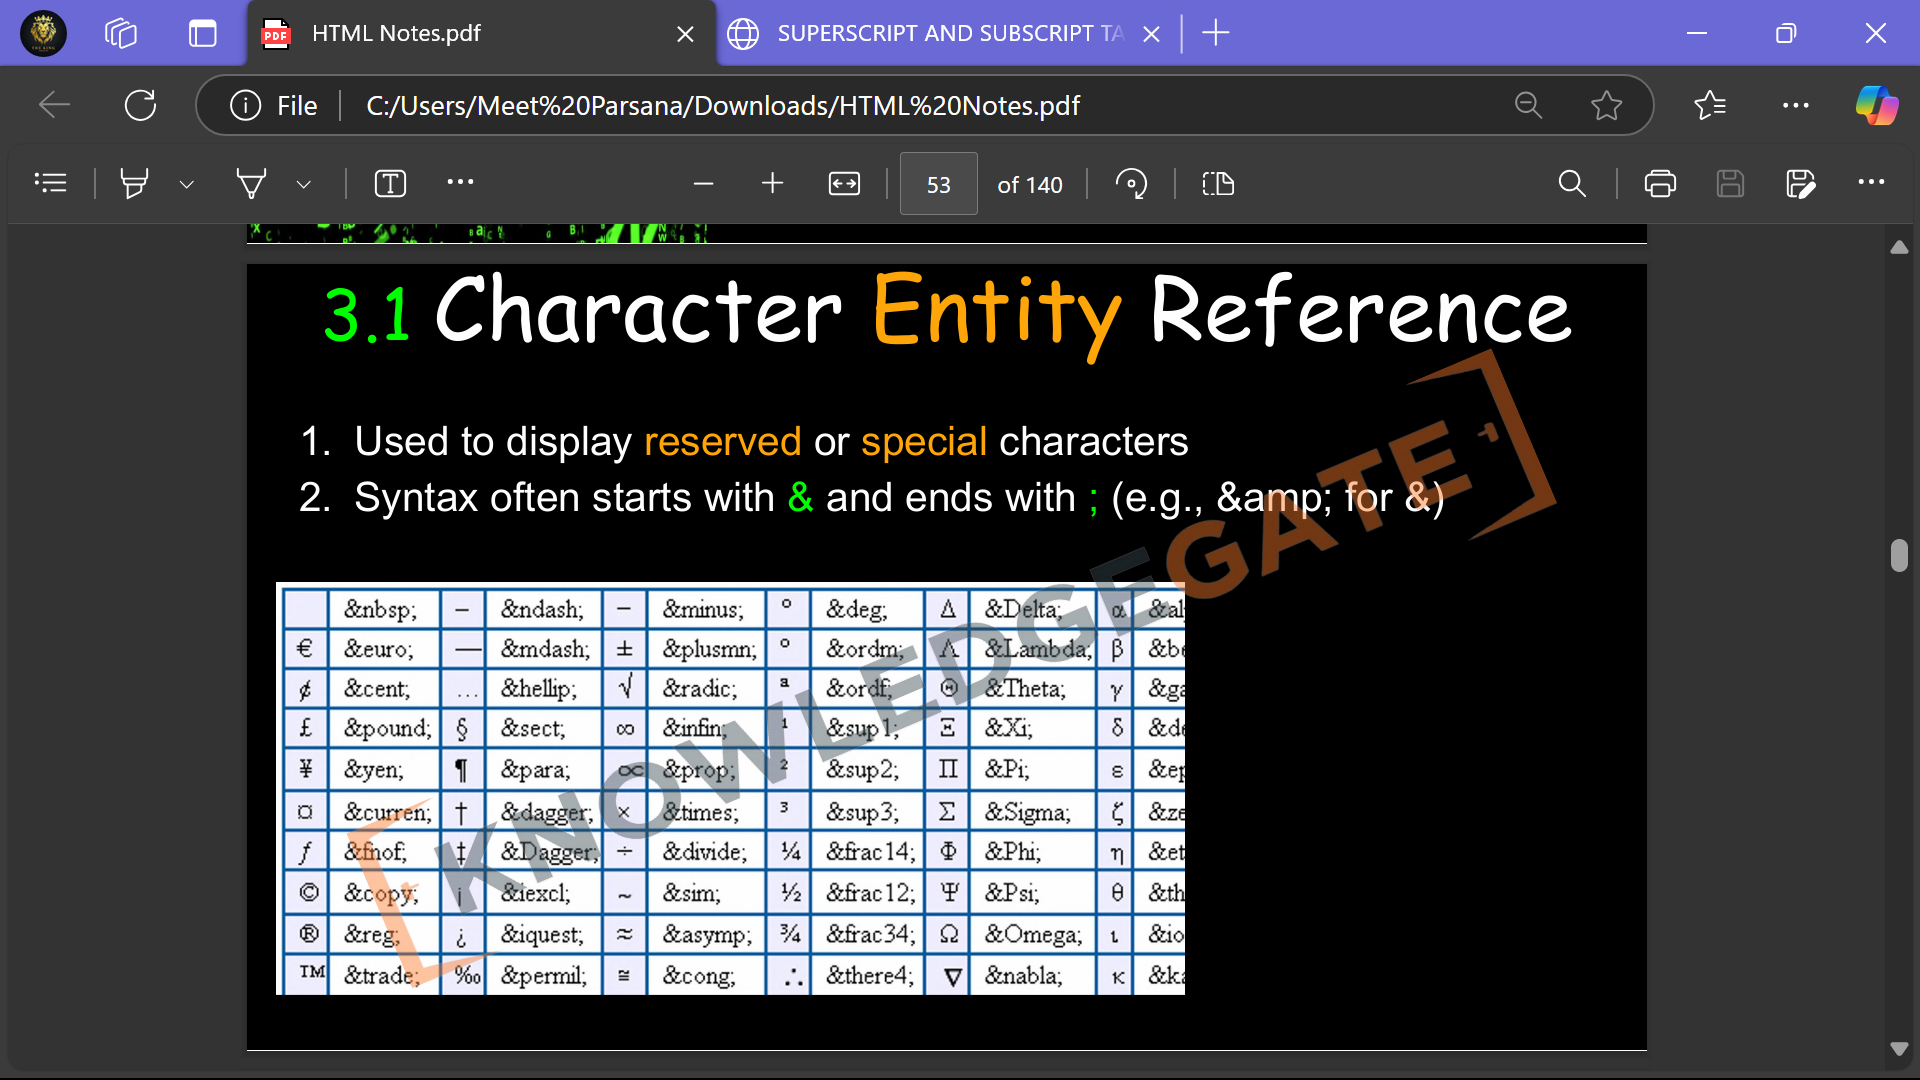 HTML Notes.pdf
SUPERSCRIPT AND SUBSCRIPT TA
File C:/Users/Meet%20Parsana/Downloads/HTML%20Notes.pdf
53 of 140
3.1 Character Entity Reference
1. Used to display reserved or special characters
2. Syntax often starts with & and ends with ; (e.g., &amp; for &)
&nbsp; – &ndash; − &minus; ° &deg; Δ &Delta; α &al
€ &euro; — &mdash; ± &plusmn; º &ordm; Λ &Lambda; β &be
¢ &cent; … &hellip; √ &radic; ª &ordf; Θ &Theta; γ &ga
£ &pound; § &sect; ∞ &infin; ¹ &sup1; Ξ &Xi; δ &de
¥ &yen; ¶ &para; ∝ &prop; ² &sup2; Π &Pi; ε &ep
¤ &curren; † &dagger; × &times; ³ &sup3; Σ &Sigma; ζ &ze
ƒ &fnof; ‡ &Dagger; ÷ &divide; ¼ &frac14; Φ &Phi; η &et
© &copy; ¡ &iexcl; ~ &sim; ½ &frac12; Ψ &Psi; θ &th
® &reg; ¿ &iquest; ≈ &asymp; ¾ &frac34; Ω &Omega; ι &io
™ &trade; ‰ &permil; ≅ &cong; ∴ &there4; ∇ &nabla; κ &ka
KNOWLEDGEGATE